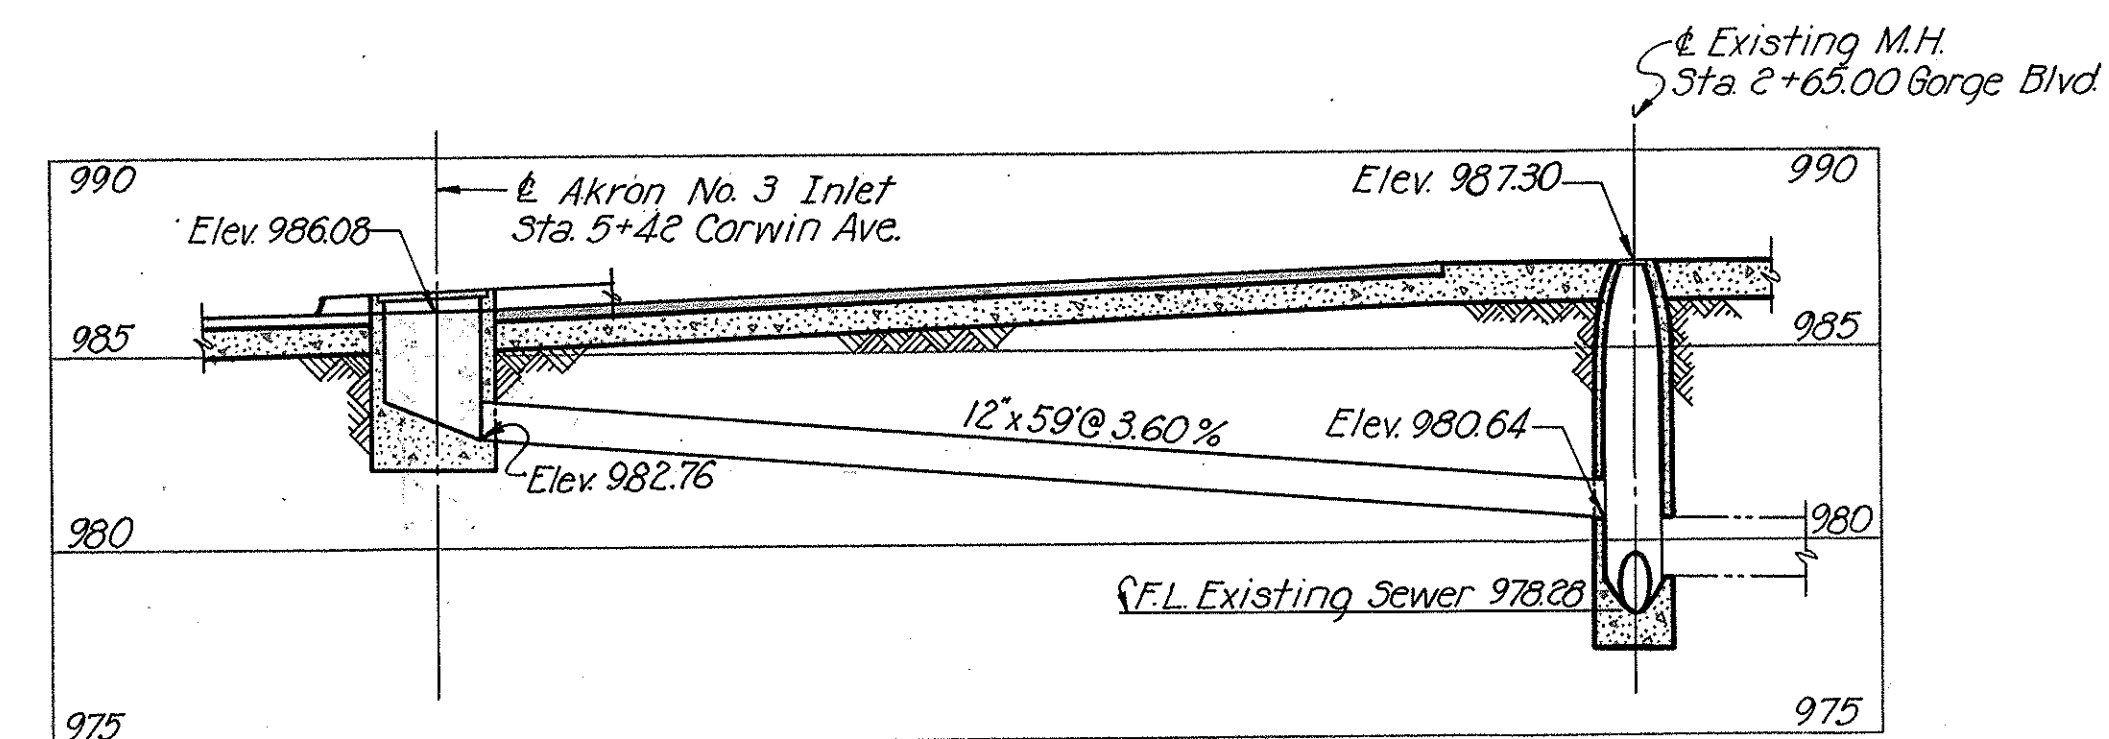 ℄ Existing M.H.
Sta. 2+65.00 Gorge Blvd.
990
℄ Akron No. 3 Inlet
Sta. 5+42 Corwin Ave.
Elev. 987.30
990
Elev. 986.08
985
985
12"x59'@ 3.60%
Elev. 980.64
Elev. 982.76
980
980
F.L. Existing Sewer 978.28
975
975